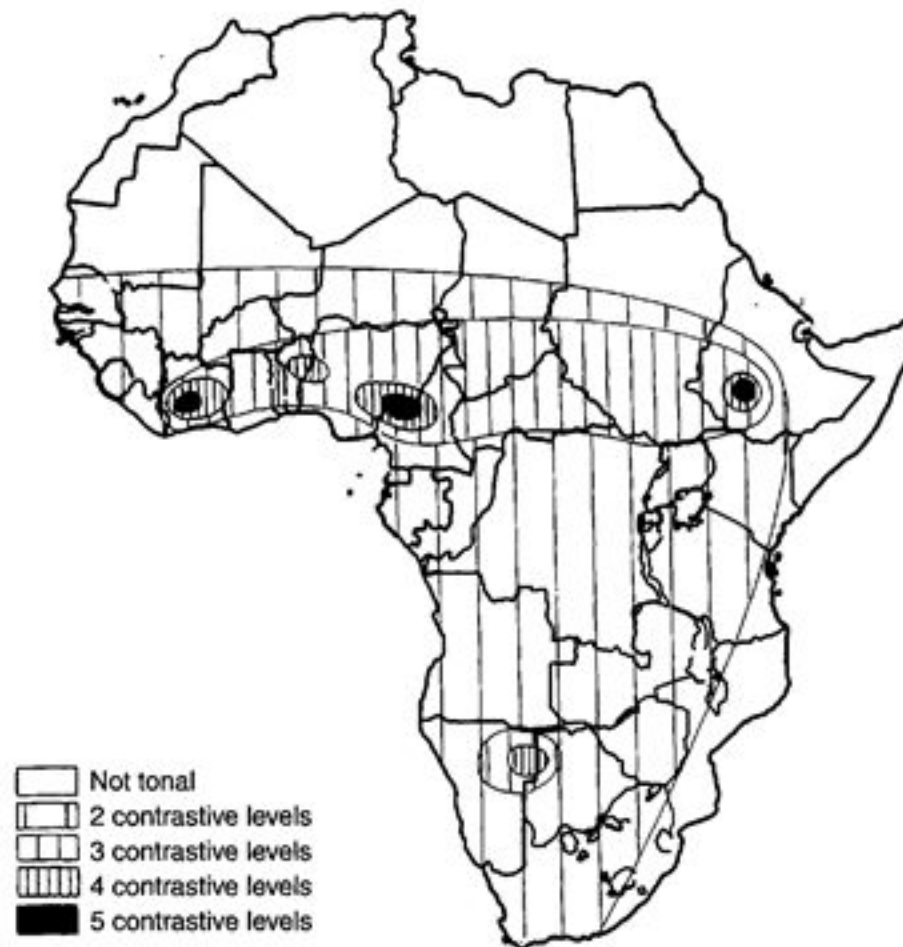 Not tonal
2 contrastive levels
3 contrastive levels
4 contrastive levels
5 contrastive levels